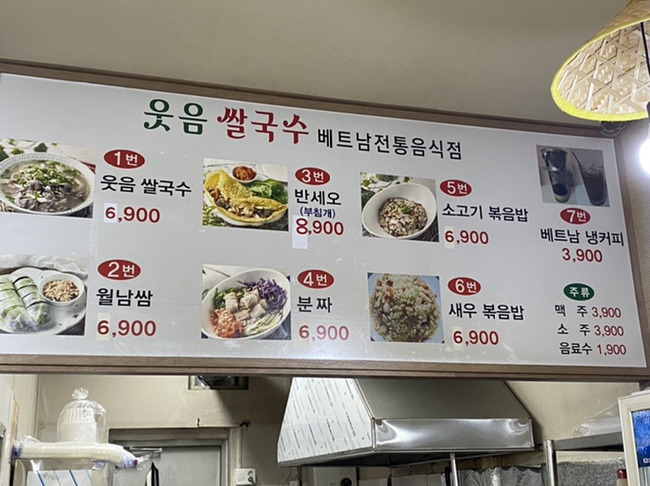 웃음 쌀국수 베트남전통음식점
1번
웃음 쌀국수
6,900
2번
월남쌈
6,900
3번
반세오
(부침개)
8,900
4번
분짜
6,900
5번
소고기 볶음밥
6,900
6번
새우 볶음밥
6,900
7번
베트남 냉커피
3,900
주류
맥 주 3,900
소 주 3,900
음료수 1,900